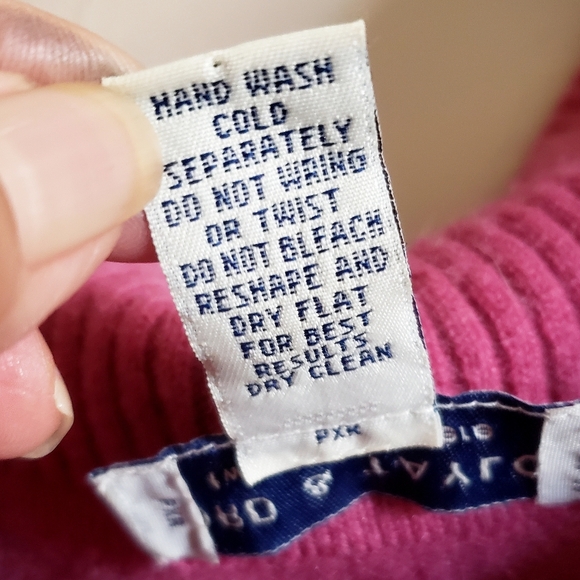 HAND WASH
COLD
SEPARATELY
DO NOT WRING
OR TWIST
DO NOT BLEACH
RESHAPE AND
DRY FLAT
FOR BEST
RESULTS
DRY CLEAN
PXK